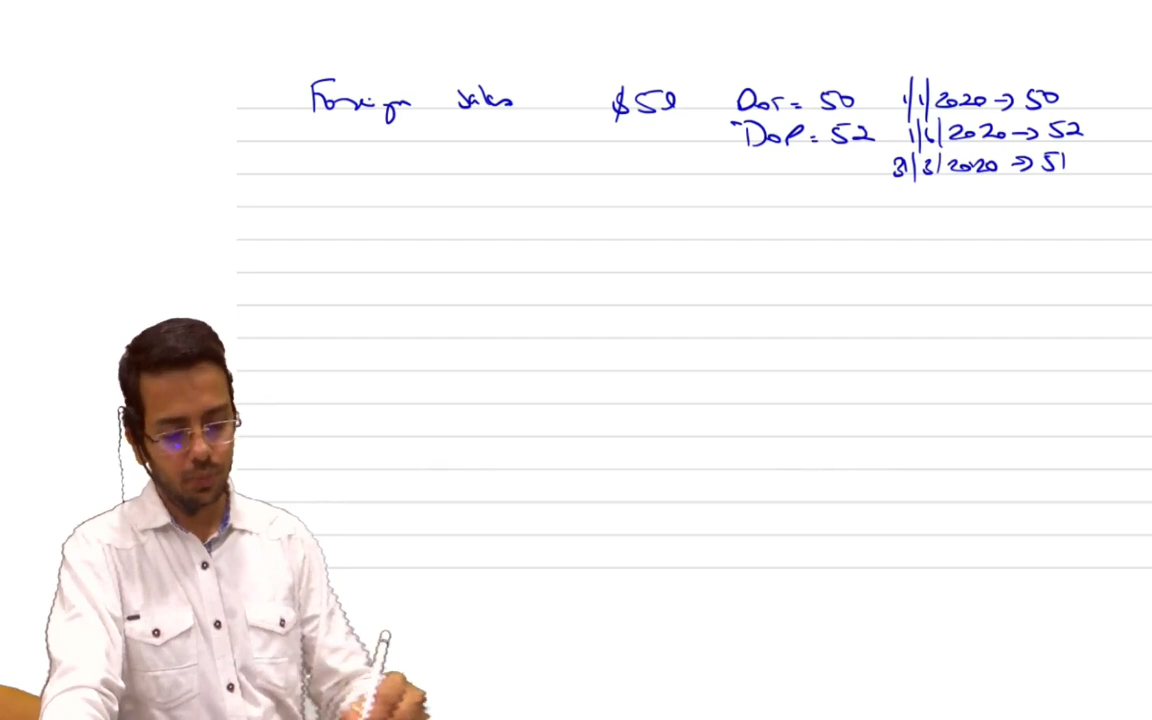 Foreign Sales $50 DOT = 50 1/1/2020 → 50
DOP = 52 1/6/2020 → 52
31/3/2020 → 51